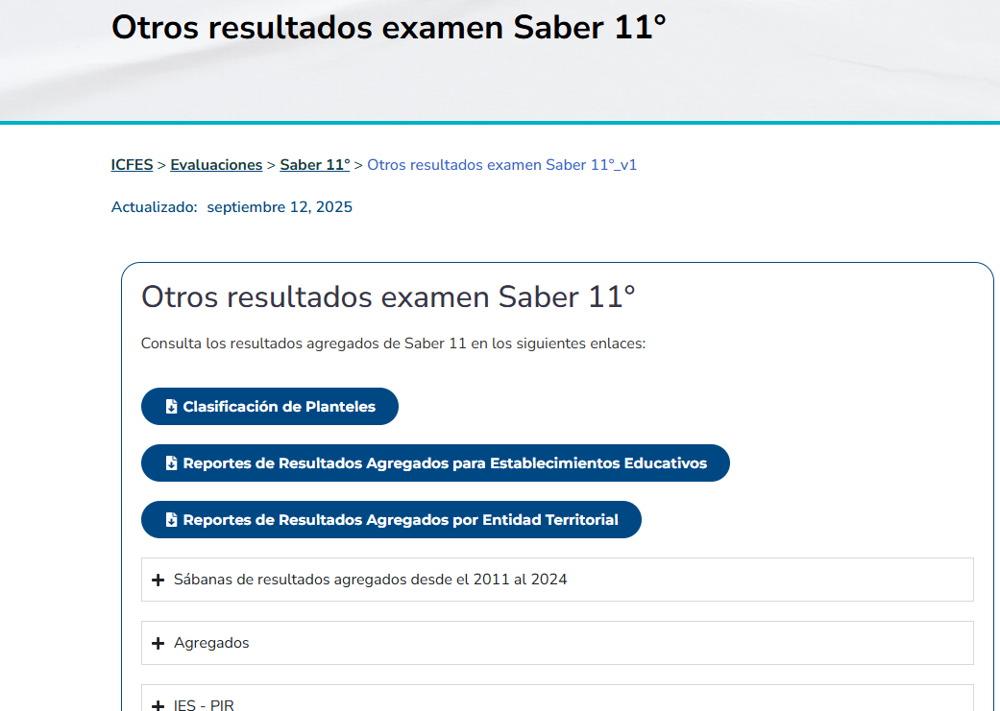 Otros resultados examen Saber 11°
ICFES > Evaluaciones > Saber 11° > Otros resultados examen Saber 11°_v1
Actualizado: septiembre 12, 2025
Otros resultados examen Saber 11°
Consulta los resultados agregados de Saber 11 en los siguientes enlaces:
Clasificación de Planteles
Reportes de Resultados Agregados para Establecimientos Educativos
Reportes de Resultados Agregados por Entidad Territorial
+ Sábanas de resultados agregados desde el 2011 al 2024
+ Agregados
+ IES - PIR